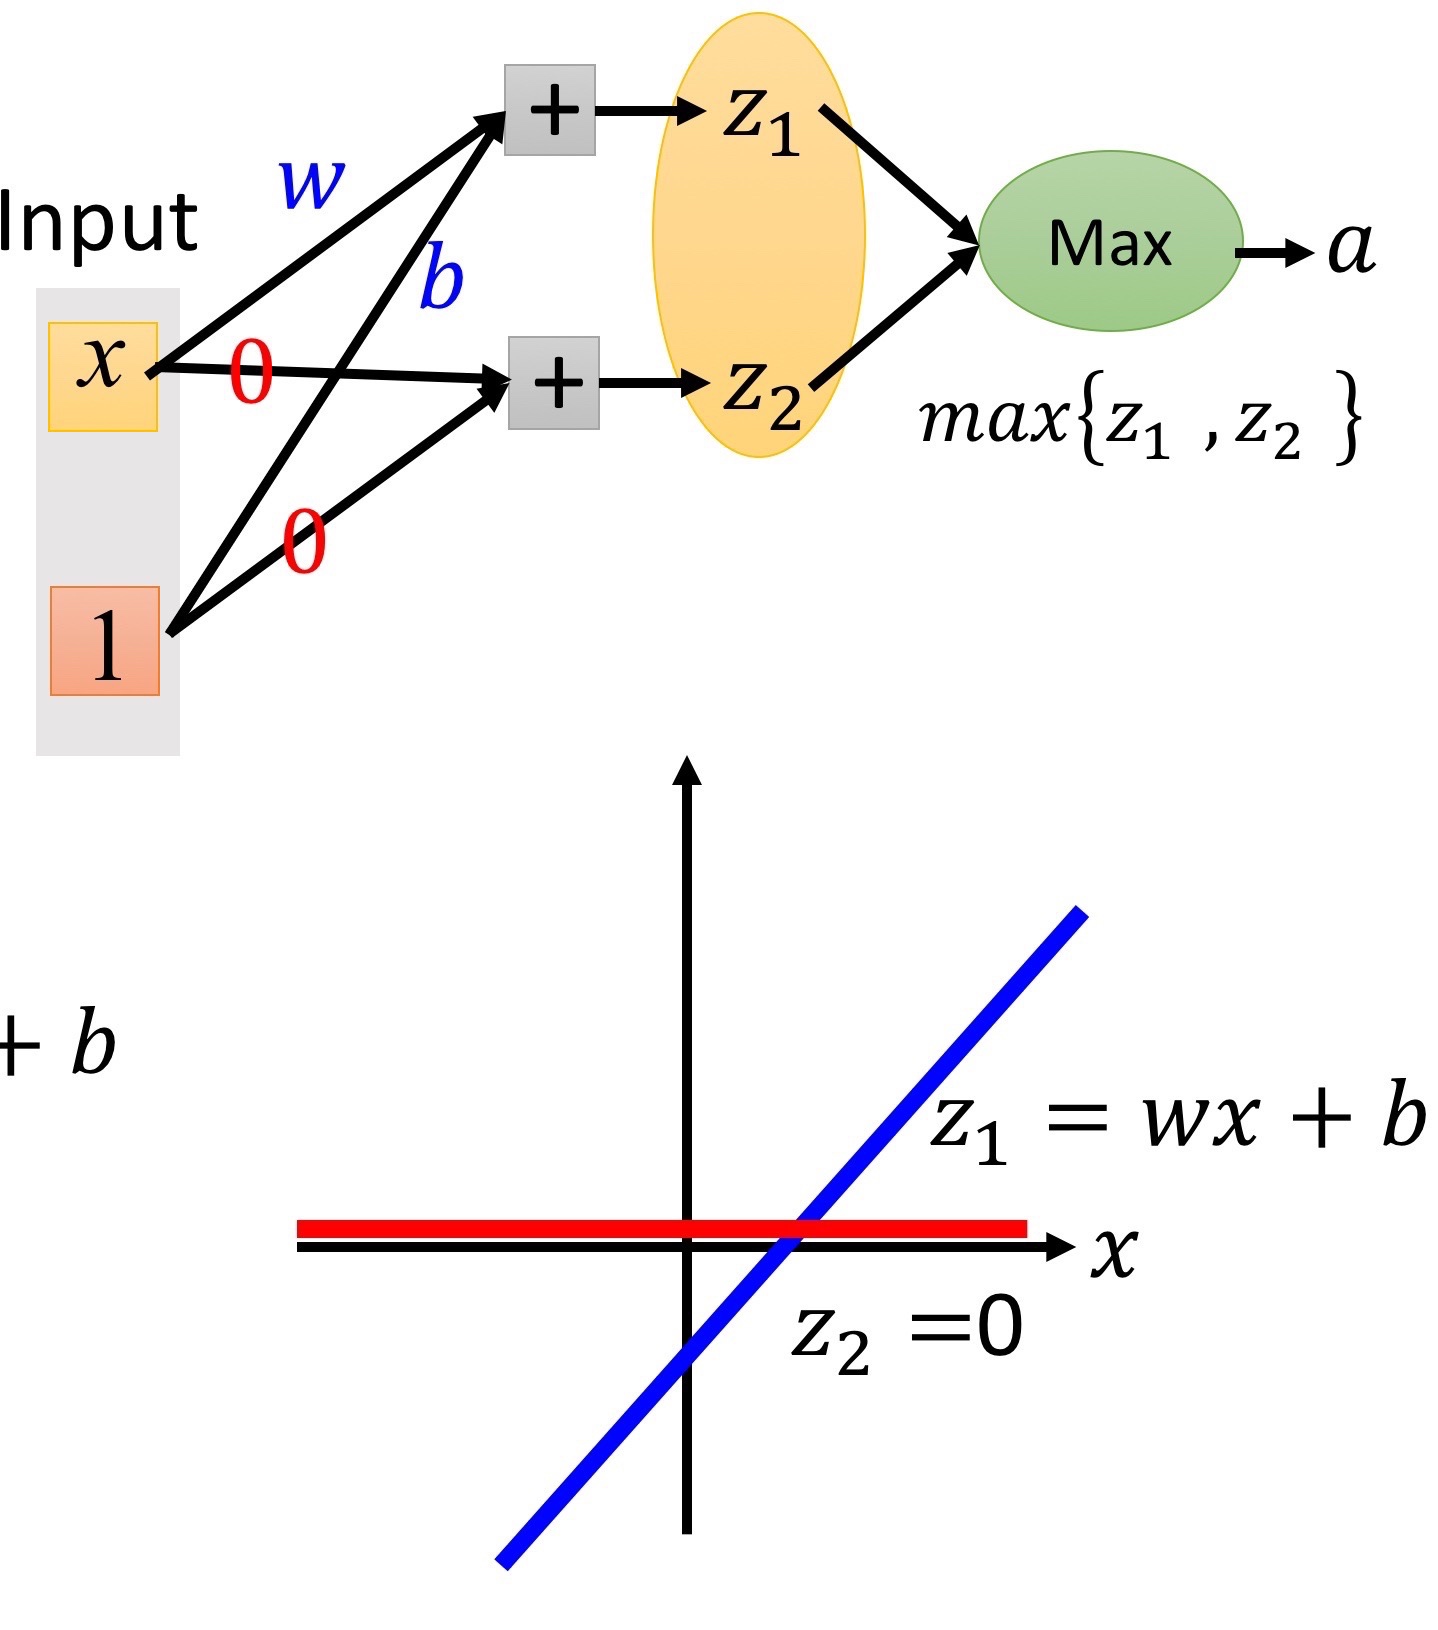 + z₁
w
Input b Max a
x 0 + z₂ max{z₁ , z₂ }
0
1
+ b
z₁ = wx + b
x
z₂ =0